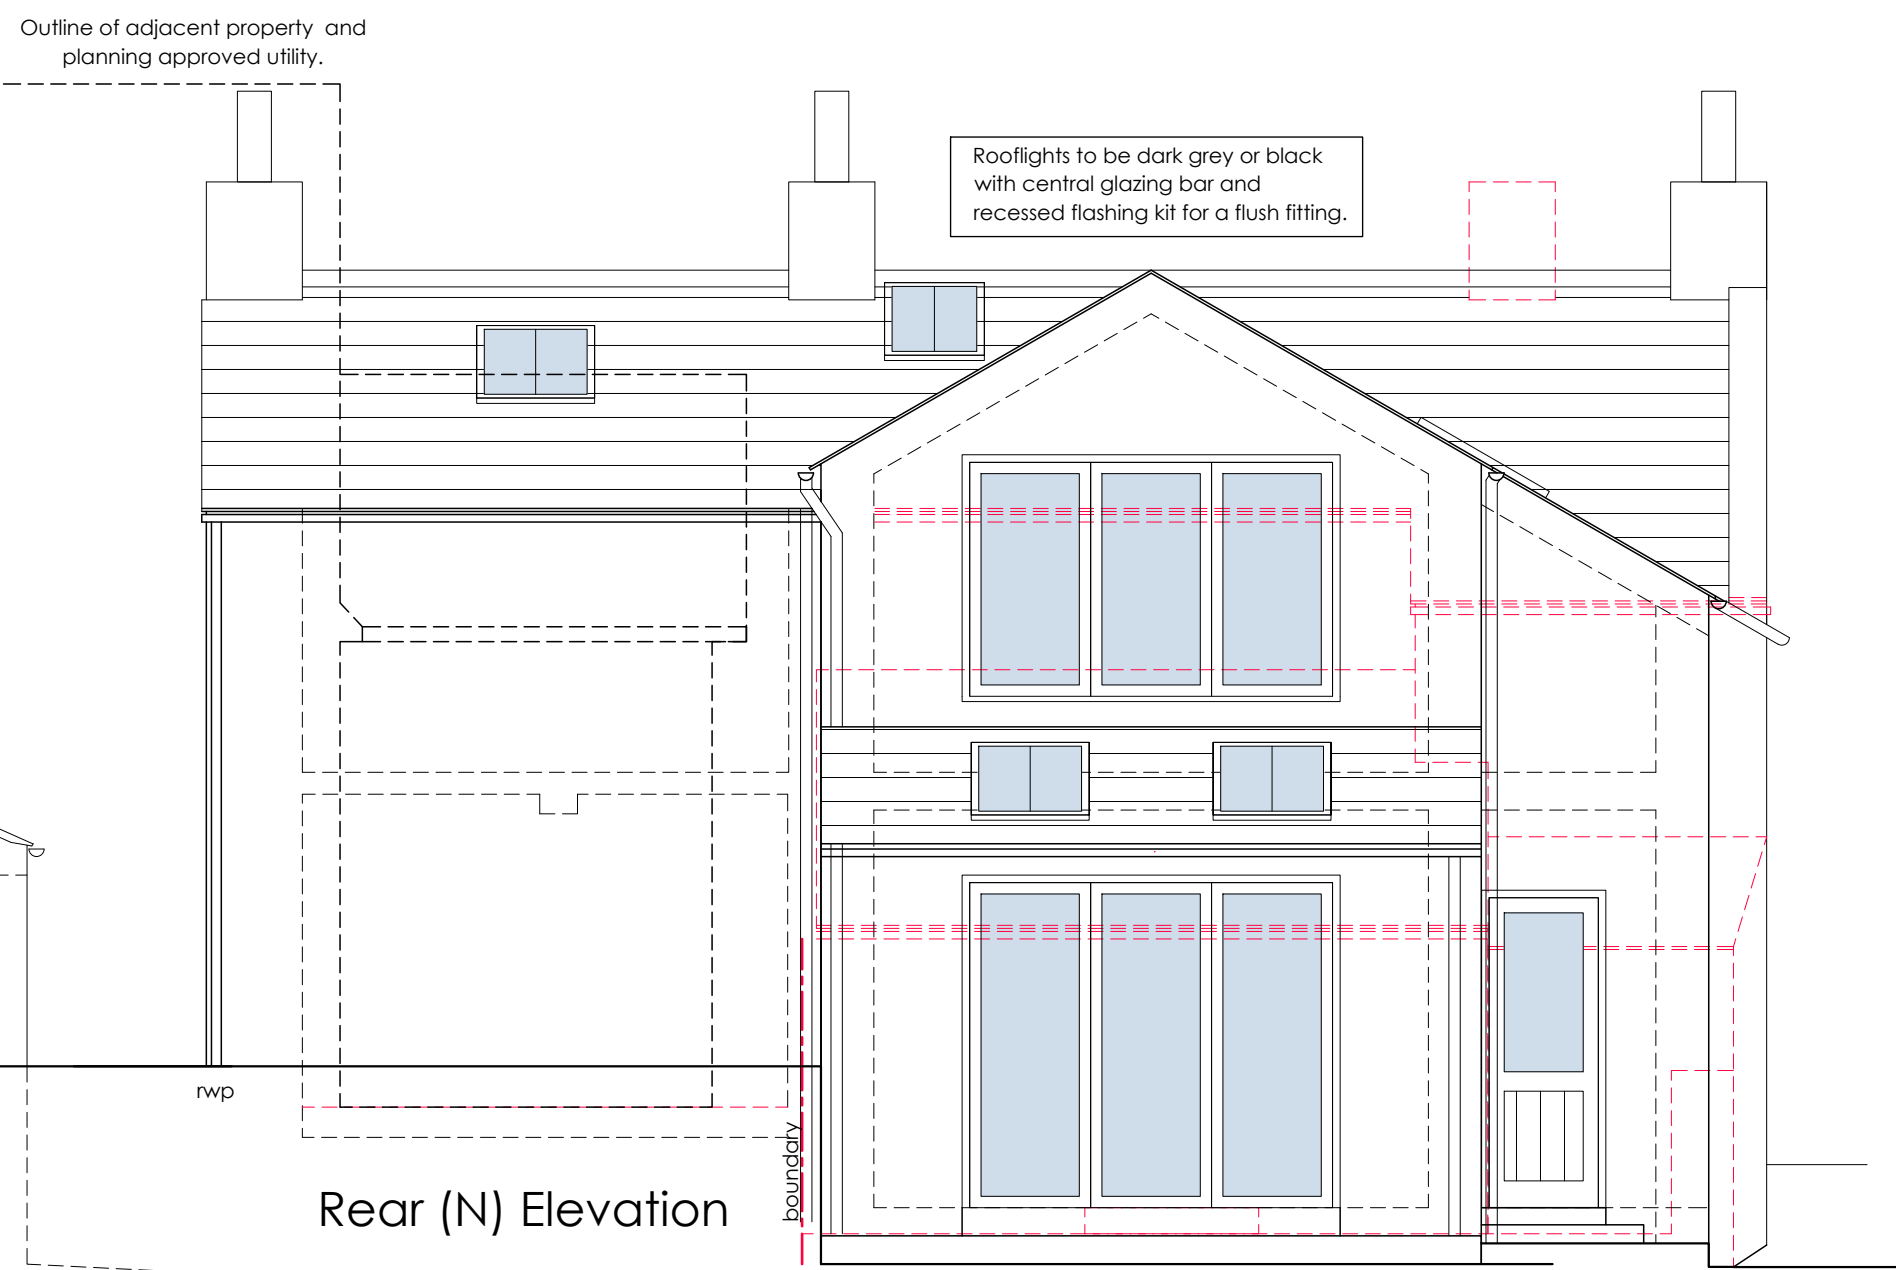 Outline of adjacent property and
planning approved utility.
Rooflights to be dark grey or black
with central glazing bar and
recessed flashing kit for a flush fitting.
rwp
boundary
Rear (N) Elevation